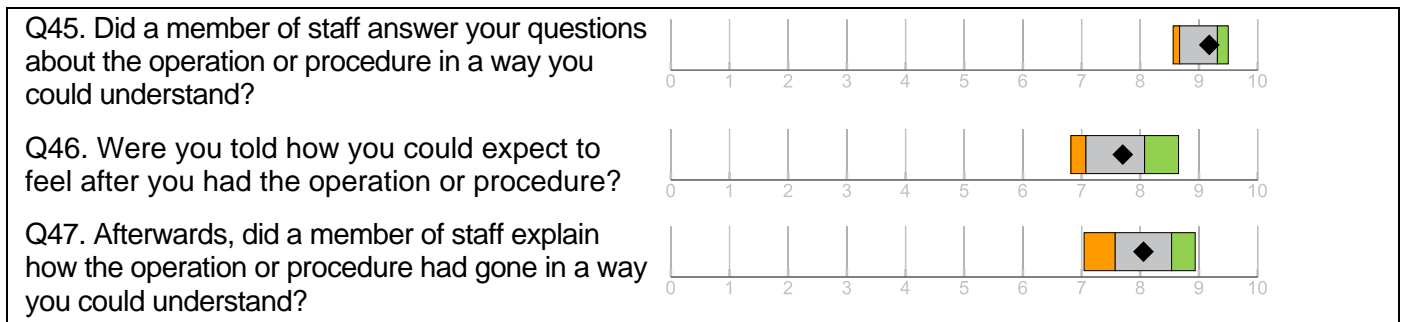 Q45. Did a member of staff answer your questions
about the operation or procedure in a way you
could understand?
0 1 2 3 4 5 6 7 8 9 10
Q46. Were you told how you could expect to
feel after you had the operation or procedure?
0 1 2 3 4 5 6 7 8 9 10
Q47. Afterwards, did a member of staff explain
how the operation or procedure had gone in a way
you could understand?
0 1 2 3 4 5 6 7 8 9 10